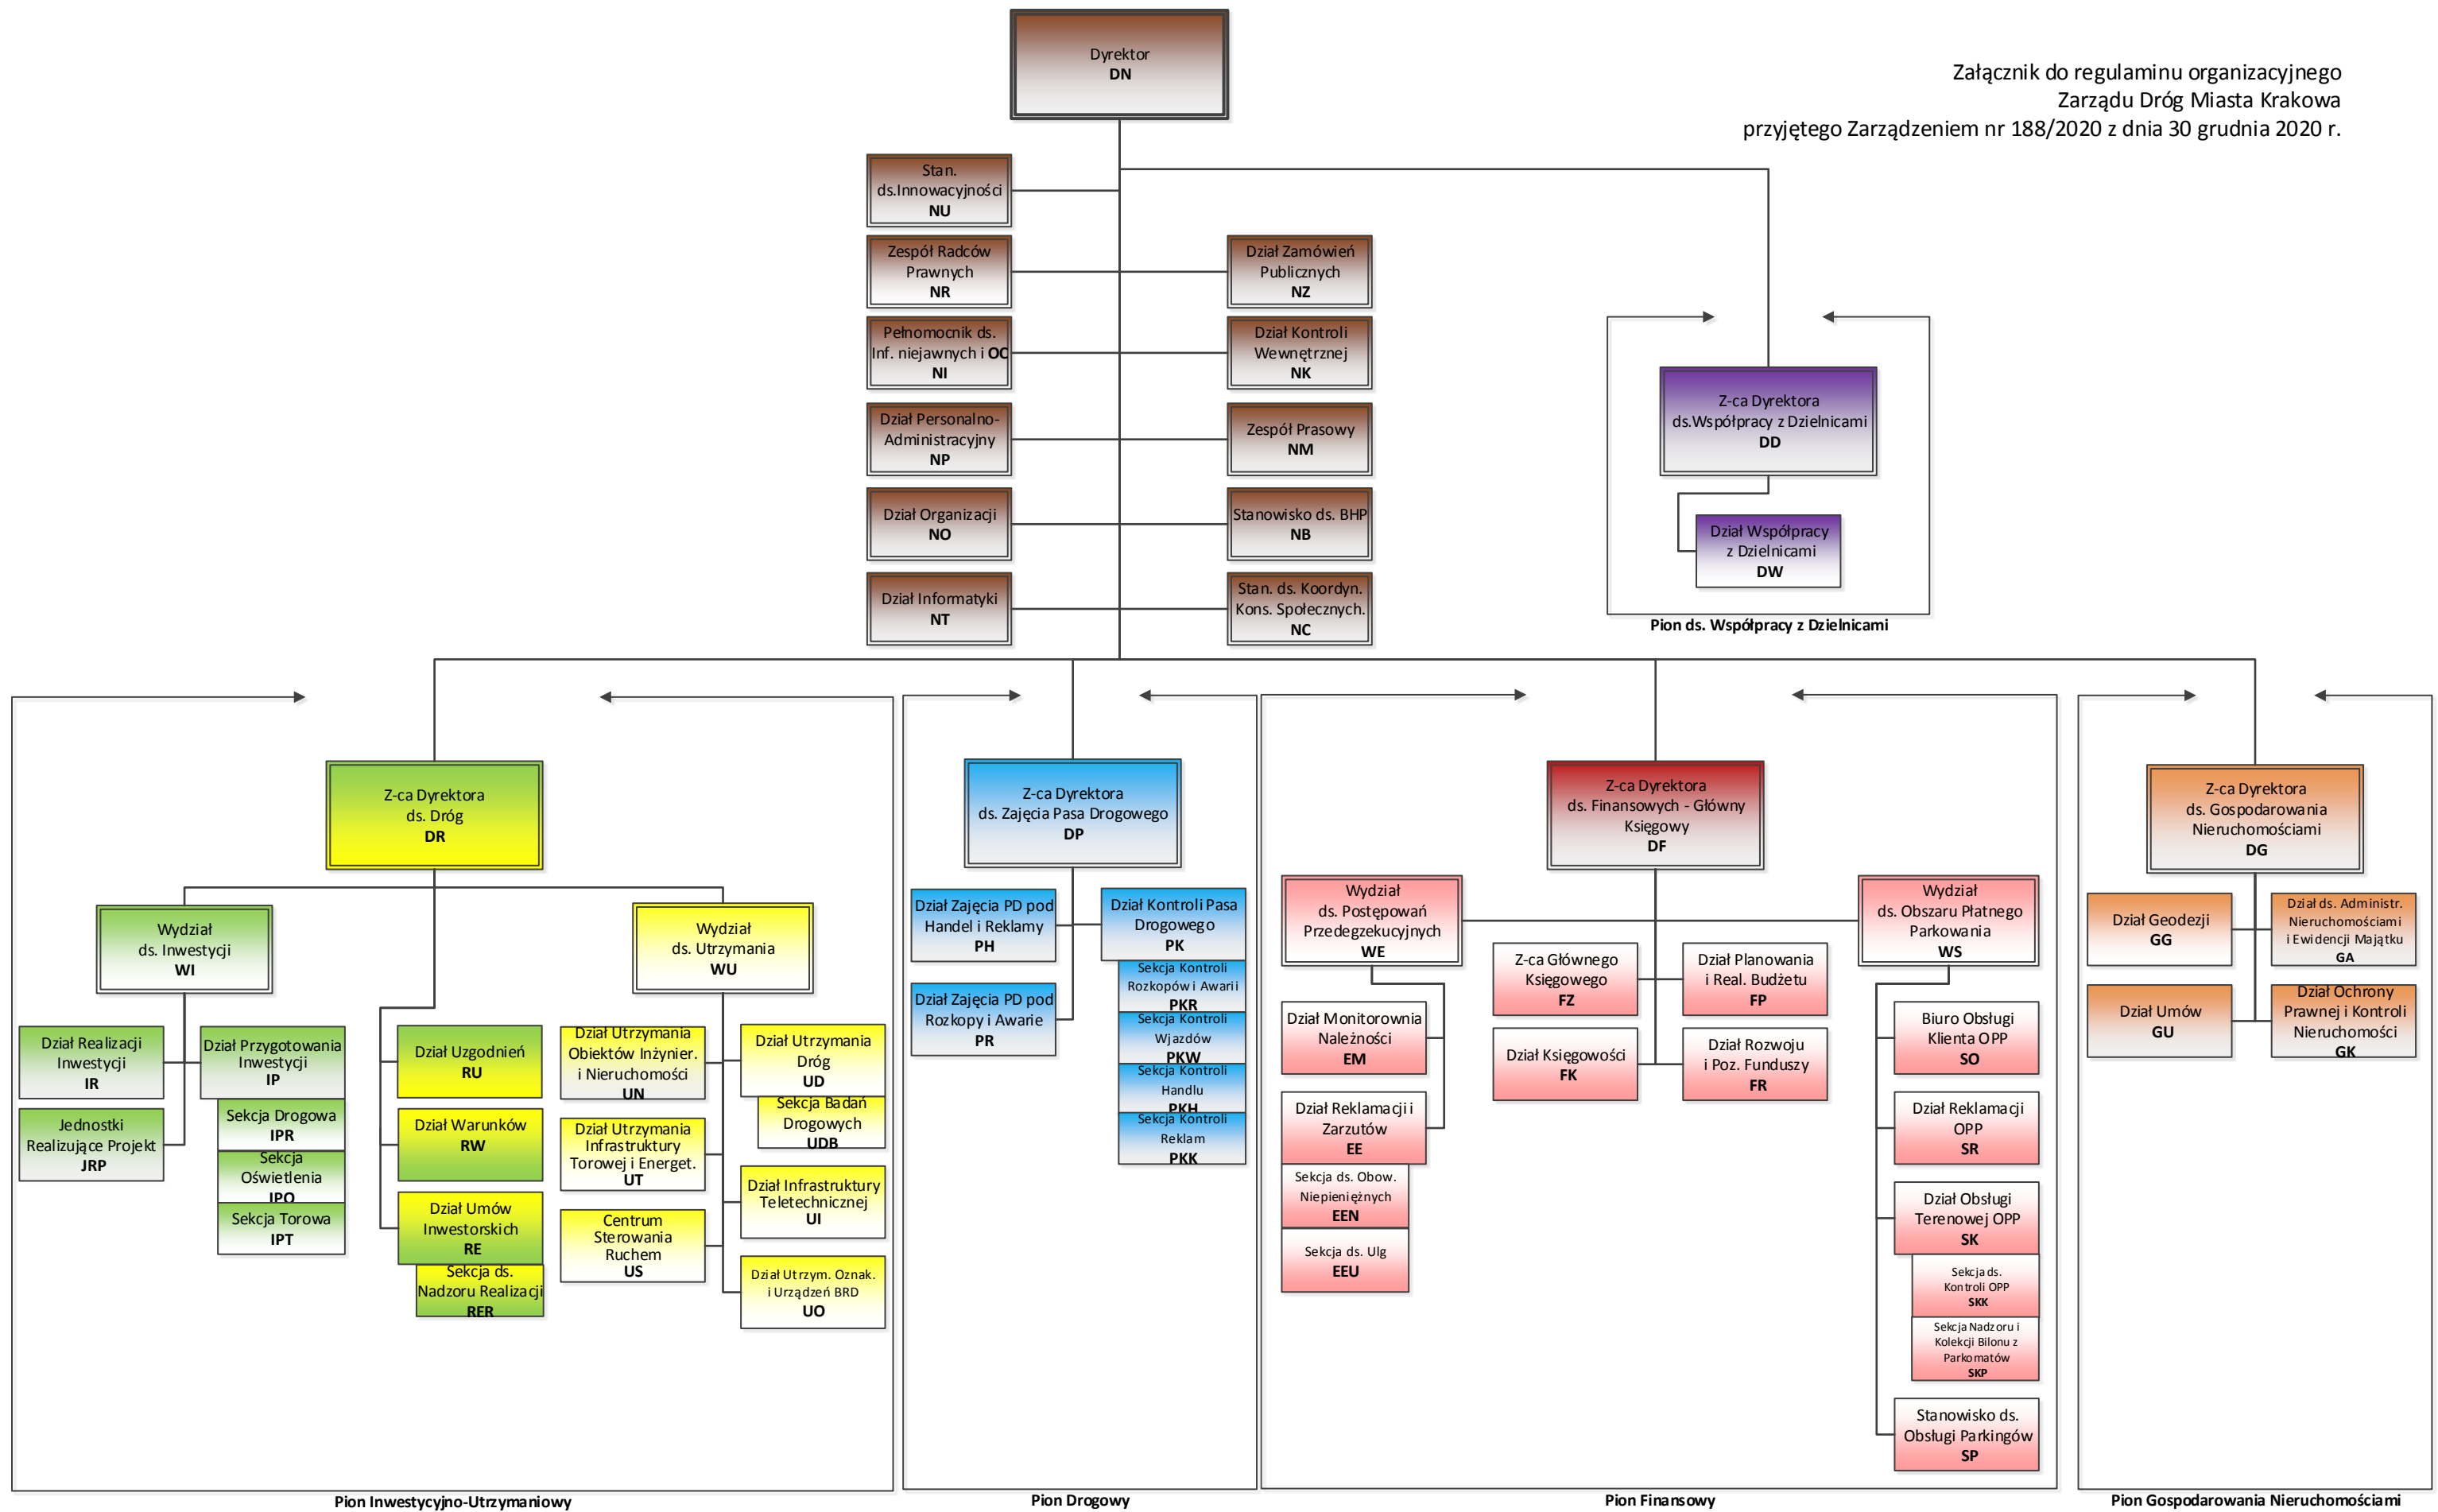 Dyrektor
DN
Załącznik do regulaminu organizacyjnego
Zarządu Dróg Miasta Krakowa
przyjętego Zarządzeniem nr 188/2020 z dnia 30 grudnia 2020 r.
Stan.
ds.Innowacyjności
NU
Zespół Radców
Prawnych
NR
Dział Zamówień
Publicznych
NZ
Pełnomocnik ds.
Inf. niejawnych i OC
NI
Dział Kontroli
Wewnętrznej
NK
Dział Personalno-
Administracyjny
NP
Zespół Prasowy
NM
Dział Organizacji
NO
Stanowisko ds. BHP
NB
Dział Informatyki
NT
Stan. ds. Koordyn.
Kons. Społecznych.
NC
Z-ca Dyrektora
ds.Współpracy z Dzielnicami
DD
Dział Współpracy
z Dzielnicami
DW
Pion ds. Współpracy z Dzielnicami
Z-ca Dyrektora
ds. Dróg
DR
Wydział
ds. Inwestycji
WI
Dział Realizacji
Inwestycji
IR
Jednostki
Realizujące Projekt
JRP
Dział Przygotowania
Inwestycji
IP
Sekcja Drogowa
IPR
Sekcja
Oświetlenia
IPO
Sekcja Torowa
IPT
Dział Uzgodnień
RU
Dział Warunków
RW
Dział Umów
Inwestorskich
RE
Sekcja ds.
Nadzoru Realizacji
RER
Wydział
ds. Utrzymania
WU
Dział Utrzymania
Obiektów Inżynier.
i Nieruchomości
UN
Dział Utrzymania
Infrastruktury
Torowej i Energet.
UT
Centrum
Sterowania
Ruchem
US
Dział Utrzymania
Dróg
UD
Sekcja Badań
Drogowych
UDB
Dział Infrastruktury
Teletechnicznej
UI
Dział Utrzym. Oznak.
i Urządzeń BRD
UO
Pion Inwestycyjno-Utrzymaniowy
Z-ca Dyrektora
ds. Zajęcia Pasa Drogowego
DP
Dział Zajęcia PD pod
Handel i Reklamy
PH
Dział Zajęcia PD pod
Rozkopy i Awarie
PR
Dział Kontroli Pasa
Drogowego
PK
Sekcja Kontroli
Rozkopów i Awarii
PKR
Sekcja Kontroli
Wjazdów
PKW
Sekcja Kontroli
Handlu
PKH
Sekcja Kontroli
Reklam
PKK
Pion Drogowy
Z-ca Dyrektora
ds. Finansowych - Główny
Księgowy
DF
Wydział
ds. Postępowań
Przedegzekucyjnych
WE
Dział Monitorownia
Należności
EM
Dział Reklamacji i
Zarzutów
EE
Sekcja ds. Obow.
Niepieniężnych
EEN
Sekcja ds. Ulg
EEU
Z-ca Głównego
Księgowego
FZ
Dział Księgowości
FK
Dział Planowania
i Real. Budżetu
FP
Dział Rozwoju
i Poz. Funduszy
FR
Wydział
ds. Obszaru Płatnego
Parkowania
WS
Biuro Obsługi
Klienta OPP
SO
Dział Reklamacji
OPP
SR
Dział Obsługi
Terenowej OPP
SK
Sekcja ds.
Kontroli OPP
SKK
Sekcja Nadzoru i
Kolekcji Bilonu z
Parkomatów
SKP
Stanowisko ds.
Obsługi Parkingów
SP
Pion Finansowy
Z-ca Dyrektora
ds. Gospodarowania
Nieruchomościami
DG
Dział Geodezji
GG
Dział Umów
GU
Dział ds. Administr.
Nieruchomościami
i Ewidencji Majątku
GA
Dział Ochrony
Prawnej i Kontroli
Nieruchomości
GK
Pion Gospodarowania Nieruchomościami